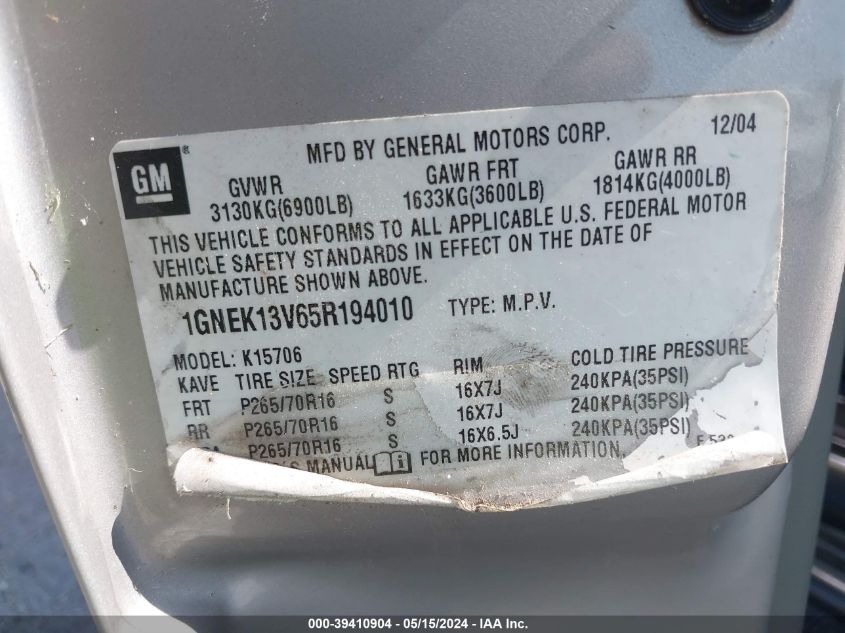 MFD BY GENERAL MOTORS CORP. 12/04
GM ®
GVWR GAWR FRT GAWR RR
3130KG(6900LB) 1633KG(3600LB) 1814KG(4000LB)
THIS VEHICLE CONFORMS TO ALL APPLICABLE U.S. FEDERAL MOTOR
VEHICLE SAFETY STANDARDS IN EFFECT ON THE DATE OF
MANUFACTURE SHOWN ABOVE.
1GNEK13V65R194010 TYPE: M.P.V.
MODEL: K15706
KAVE TIRE SIZE SPEED RTG RIM COLD TIRE PRESSURE
FRT P265/70R16 S 16X7J 240KPA(35PSI)
RR P265/70R16 S 16X7J 240KPA(35PSI)
P265/70R16 S 16X6.5J 240KPA(35PSI)
MANUAL FOR MORE INFORMATION.
000-39410904 - 05/15/2024 - IAA Inc.